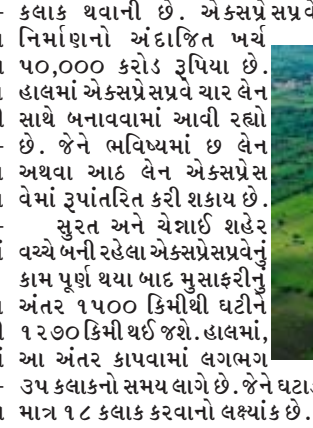 કલાક થવાની છે. એક્સપ્રેસપ્રવે
નિર્માણનો અંદાજિત ખર્ચ
૫૦,૦૦૦ કરોડ રૂપિયા છે.
હાલમાં એક્સપ્રેસપ્રવે ચાર લેન
સાથે બનાવવામાં આવી રહ્યો
છે. જેને ભવિષ્યમાં છ લેન
અથવા આઠ લેન એક્સપ્રેસ
વેમાં રૂપાંતરિત કરી શકાય છે.
સુરત અને ચેન્નાઈ શહેર
વચ્ચે બની રહેલા એક્સપ્રેસપ્રવેનું
કામ પૂર્ણ થયા બાદ મુસાફરીનું
અંતર ૧૫૦૦ કિમીથી ઘટીને
૧૨૭૦ કિમી થઈ જશે. હાલમાં,
આ અંતર કાપવામાં લગભગ
૩૫ કલાકનો સમય લાગે છે. જેને ઘટા
માત્ર ૧૮ કલાક કરવાનો લક્ષ્યાંક છે.